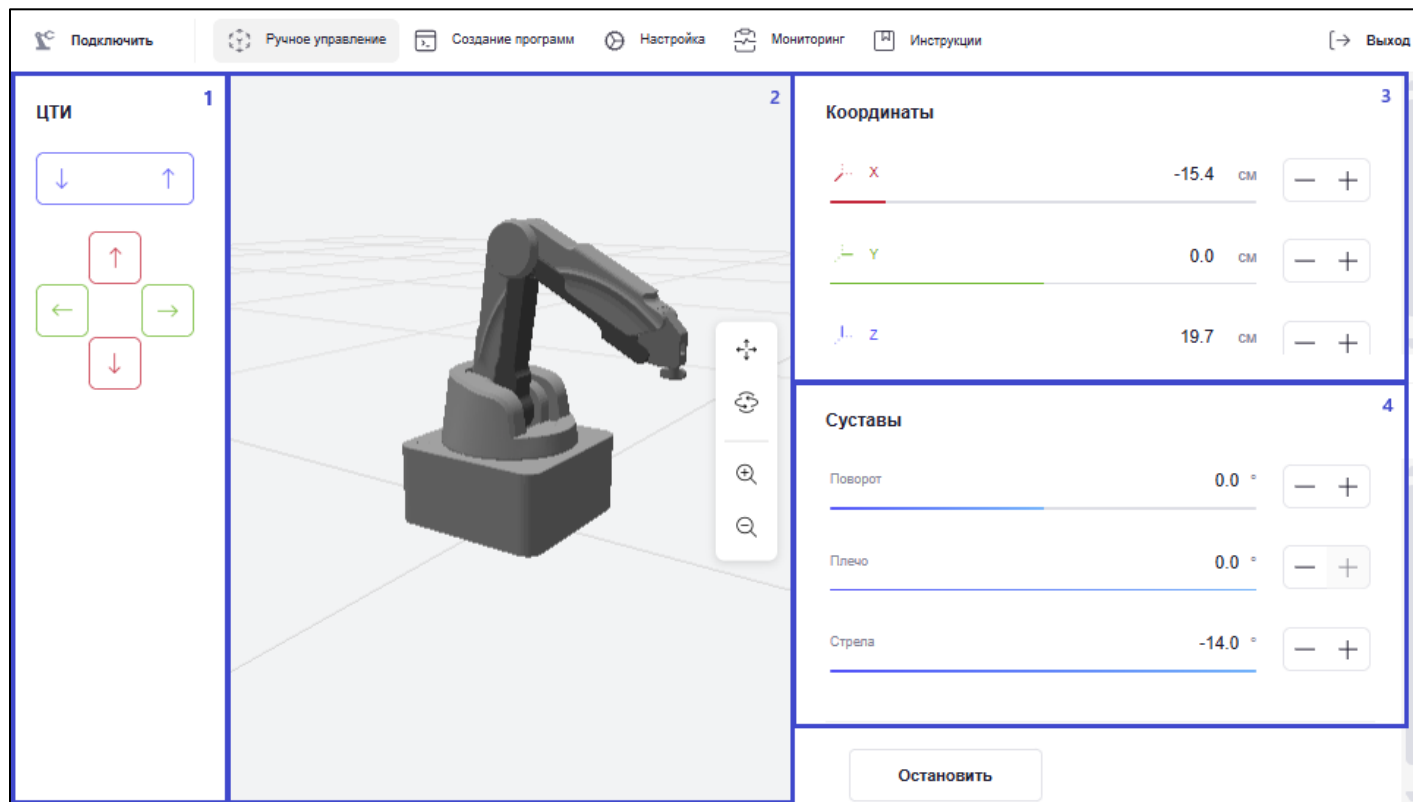 Подключить
Ручное управление
Создание программ
Настройка
Мониторинг
Инструкции
Выход
ЦТИ
1
2
Координаты
3
X -15.4 см
Y 0.0 см
Z 19.7 см
Суставы
4
Поворот 0.0 °
Плечо 0.0 °
Стрела -14.0 °
Остановить